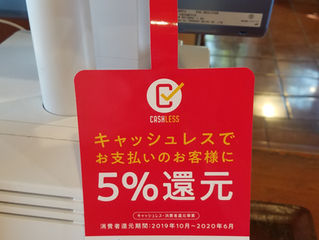 CASHLESS
キャッシュレスで
お支払いのお客様に
5%還元
キャッシュレス・消費者還元事業
消費者還元期間:2019年10月~2020年6月